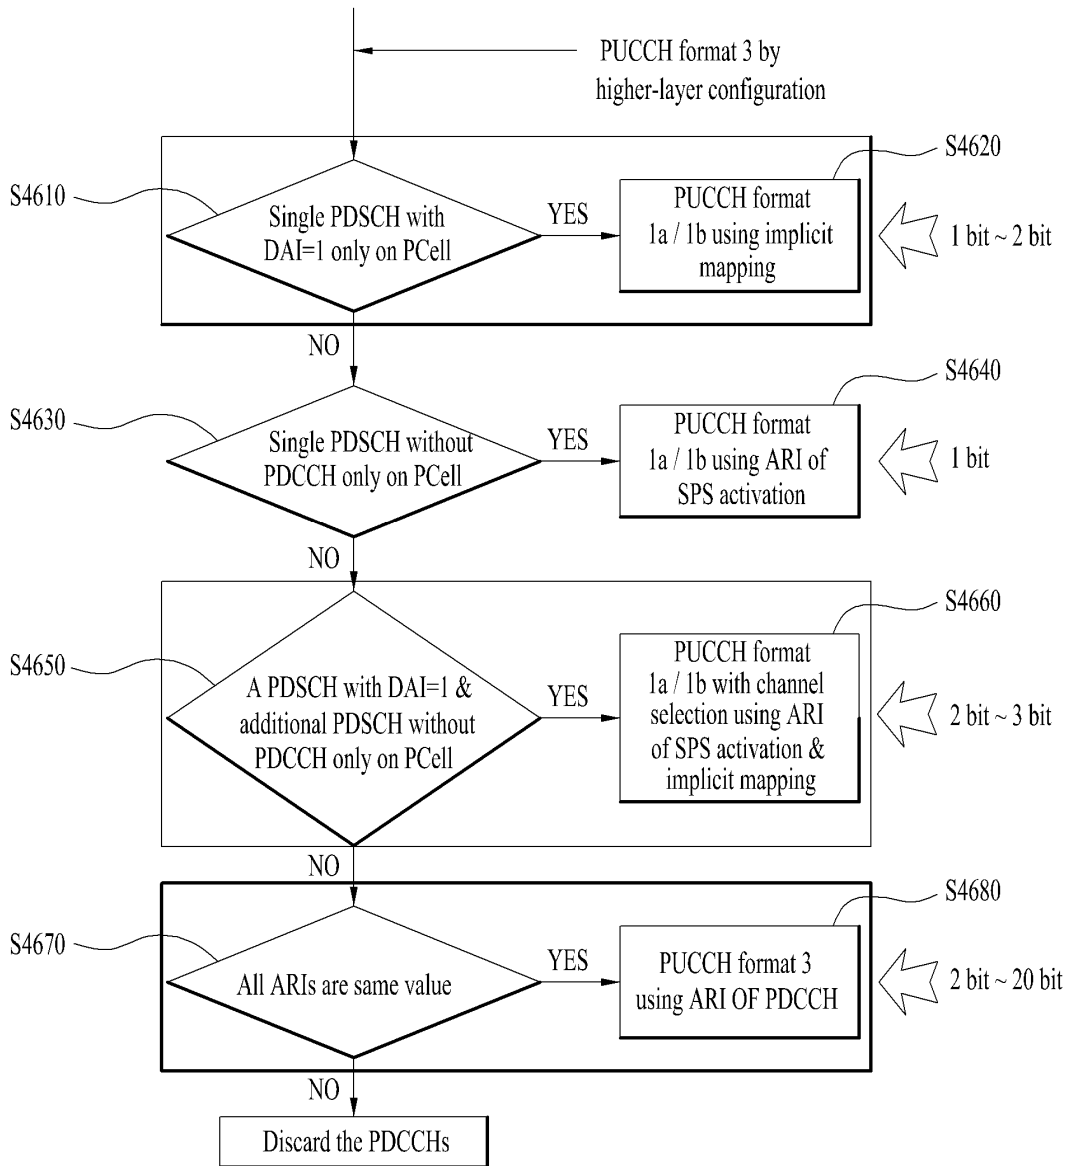 PUCCH format 3 by
higher-layer configuration
S4610
Single PDSCH with
DAI=1 only on PCell
YES
S4620
PUCCH format
1a / 1b using implicit
mapping
1 bit ~ 2 bit
NO
S4630
Single PDSCH without
PDCCH only on PCell
YES
S4640
PUCCH format
1a / 1b using ARI of
SPS activation
1 bit
NO
S4650
A PDSCH with DAI=1 &
additional PDSCH without
PDCCH only on PCell
YES
S4660
PUCCH format
1a / 1b with channel
selection using ARI
of SPS activation &
implicit mapping
2 bit ~ 3 bit
NO
S4670
All ARIs are same value
YES
S4680
PUCCH format 3
using ARI OF PDCCH
2 bit ~ 20 bit
NO
Discard the PDCCHs